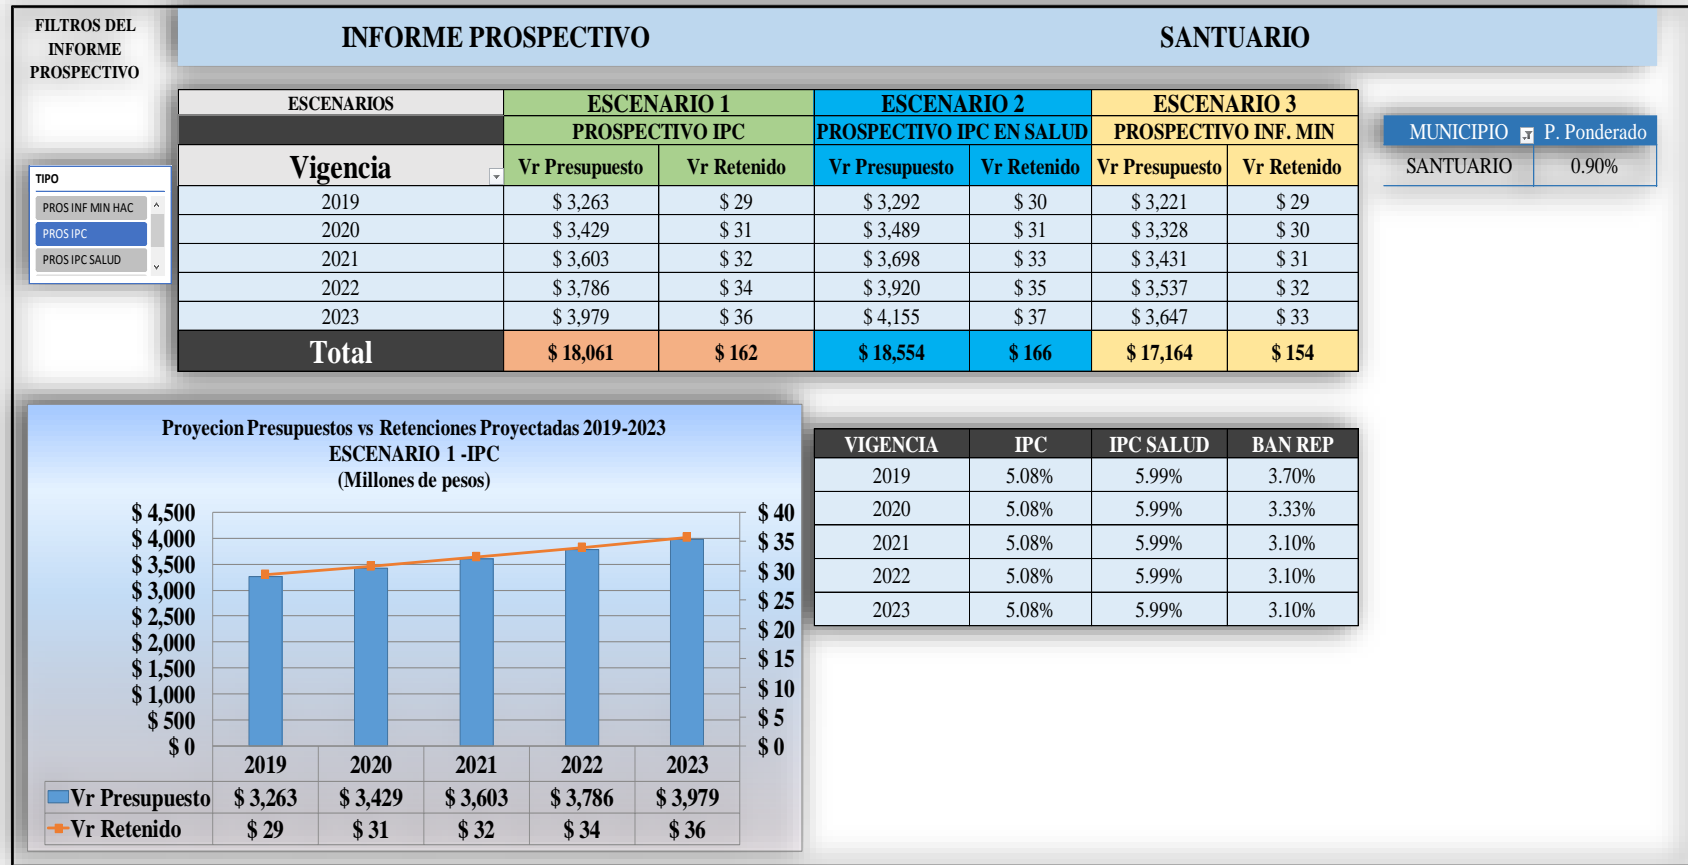 FILTROS DEL
INFORME
PROSPECTIVO
INFORME PROSPECTIVO SANTUARIO
ESCENARIOS ESCENARIO 1 ESCENARIO 2 ESCENARIO 3
PROSPECTIVO IPC PROSPECTIVO IPC EN SALUD PROSPECTIVO INF. MIN
Vigencia Vr Presupuesto Vr Retenido Vr Presupuesto Vr Retenido Vr Presupuesto Vr Retenido
2019 $ 3,263 $ 29 $ 3,292 $ 30 $ 3,221 $ 29
2020 $ 3,429 $ 31 $ 3,489 $ 31 $ 3,328 $ 30
2021 $ 3,603 $ 32 $ 3,698 $ 33 $ 3,431 $ 31
2022 $ 3,786 $ 34 $ 3,920 $ 35 $ 3,537 $ 32
2023 $ 3,979 $ 36 $ 4,155 $ 37 $ 3,647 $ 33
Total $ 18,061 $ 162 $ 18,554 $ 166 $ 17,164 $ 154
MUNICIPIO P. Ponderado
SANTUARIO 0.90%
TIPO
PROS INF MIN HAC
PROS IPC
PROS IPC SALUD
Proyecion Presupuestos vs Retenciones Proyectadas 2019-2023
ESCENARIO 1 -IPC
(Millones de pesos)
$ 4,500
$ 4,000
$ 3,500
$ 3,000
$ 2,500
$ 2,000
$ 1,500
$ 1,000
$ 500
$ 0
$ 40
$ 35
$ 30
$ 25
$ 20
$ 15
$ 10
$ 5
$ 0
2019 2020 2021 2022 2023
Vr Presupuesto $ 3,263 $ 3,429 $ 3,603 $ 3,786 $ 3,979
Vr Retenido $ 29 $ 31 $ 32 $ 34 $ 36
VIGENCIA IPC IPC SALUD BAN REP
2019 5.08% 5.99% 3.70%
2020 5.08% 5.99% 3.33%
2021 5.08% 5.99% 3.10%
2022 5.08% 5.99% 3.10%
2023 5.08% 5.99% 3.10%